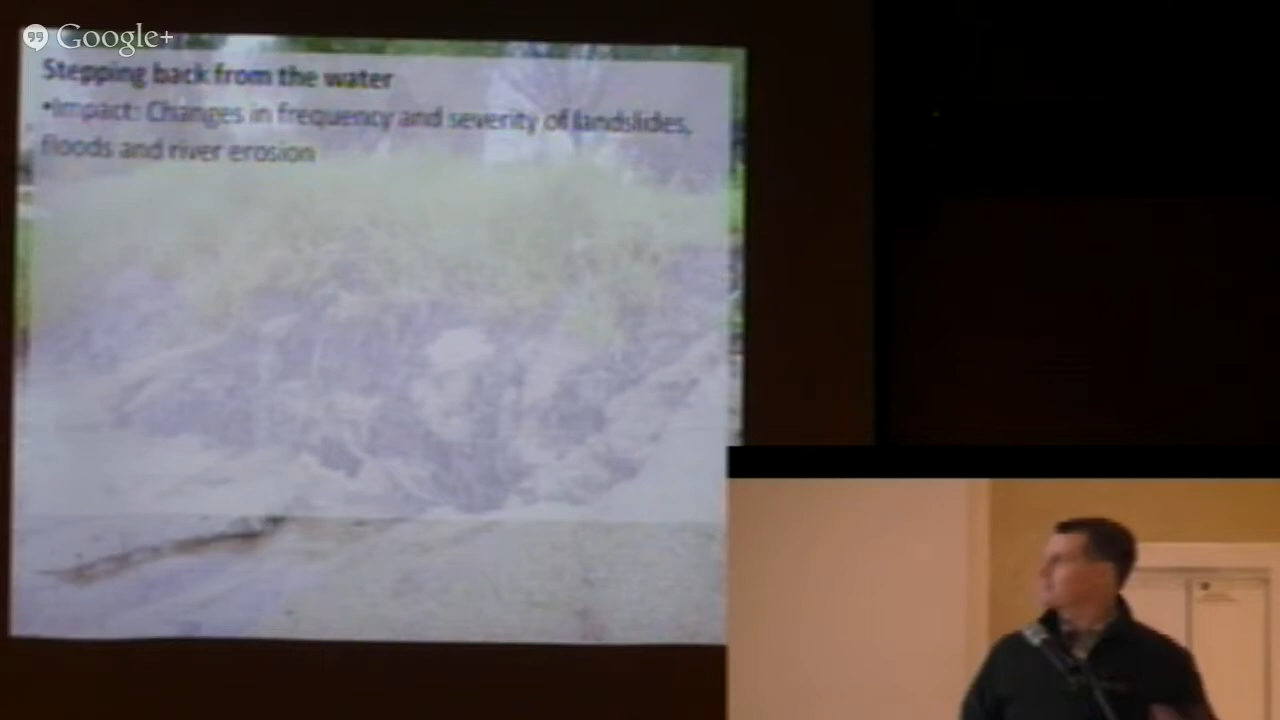 Google+
Stepping back from the water
•Impact: Changes in frequency and severity of landslides,
floods and river erosion